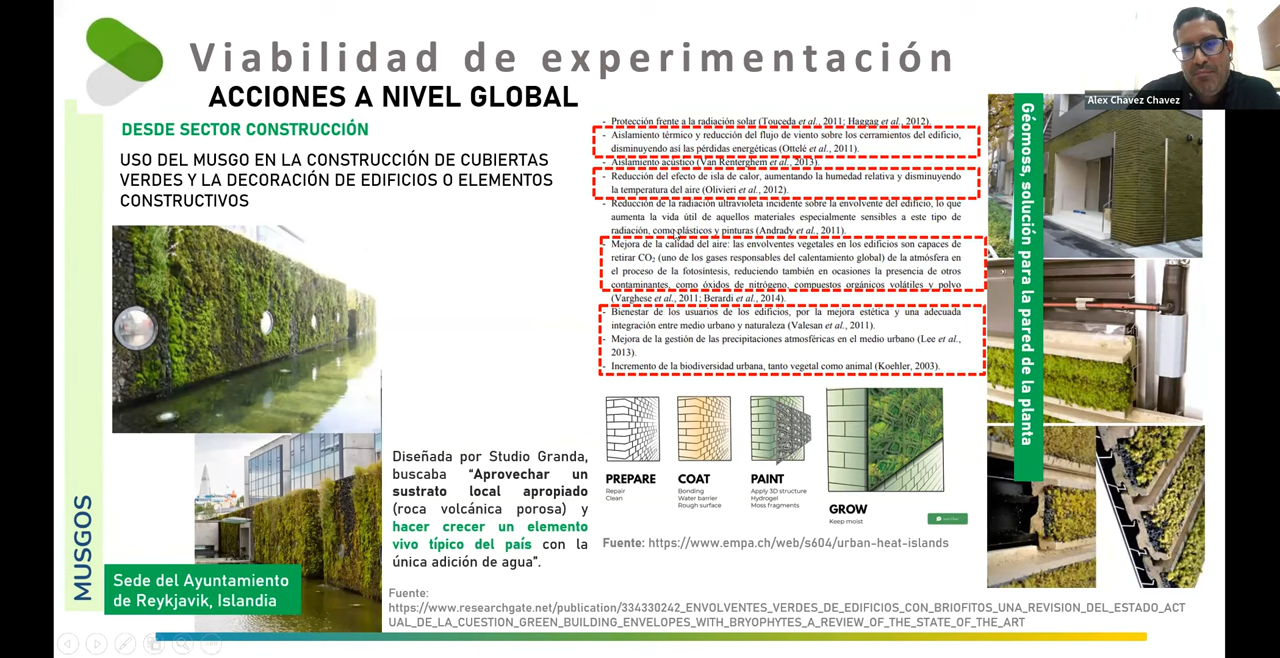 Viabilidad de experimentación
ACCIONES A NIVEL GLOBAL
Alex Chavez Chavez
DESDE SECTOR CONSTRUCCIÓN
USO DEL MUSGO EN LA CONSTRUCCIÓN DE CUBIERTAS
VERDES Y LA DECORACIÓN DE EDIFICIOS O ELEMENTOS
CONSTRUCTIVOS
- Protección frente a la radiación solar (Touceda et al., 2011; Haggag et al., 2012).
- Aislamiento térmico y reducción del flujo de viento sobre los cerramientos del edificio,
disminuyendo así las pérdidas energéticas (Ottelé et al., 2011).
- Aislamiento acústico (Van Renterghem et al., 2013).
- Reducción del efecto de isla de calor, aumentando la humedad relativa y disminuyendo
la temperatura del aire (Olivieri et al., 2012).
- Reducción de la radiación ultravioleta incidente sobre la envolvente del edificio, lo que
aumenta la vida útil de aquellos materiales especialmente sensibles a este tipo de
radiación, como plásticos y pinturas (Andrady et al., 2011).
- Mejora de la calidad del aire: las envolventes vegetales en los edificios son capaces de
retirar CO₂ (uno de los gases responsables del calentamiento global) de la atmósfera en
el proceso de la fotosíntesis, reduciendo también en ocasiones la presencia de otros
contaminantes, como óxidos de nitrógeno, compuestos orgánicos volátiles y polvo
(Varghese et al., 2011; Berardi et al., 2014).
- Bienestar de los usuarios de los edificios, por la mejora estética y una adecuada
integración entre medio urbano y naturaleza (Valesan et al., 2011).
- Mejora de la gestión de las precipitaciones atmosféricas en el medio urbano (Lee et al.,
2013).
- Incremento de la biodiversidad urbana, tanto vegetal como animal (Koehler, 2003).
Géomoss, solución para la pared de la planta
PREPARE
Repair
Clean
COAT
Bonding
Water barrier
Rough surface
PAINT
Apply 3D structure
Hydrogel
Moss fragments
GROW
Keep moist
Fuente: https://www.empa.ch/web/s604/urban-heat-islands
Diseñada por Studio Granda,
buscaba “Aprovechar un
sustrato local apropiado
(roca volcánica porosa) y
hacer crecer un elemento
vivo típico del país con la
única adición de agua”.
MUSGOS
Sede del Ayuntamiento
de Reykjavik, Islandia
Fuente:
https://www.researchgate.net/publication/334330242_ENVOLVENTES_VERDES_DE_EDIFICIOS_CON_BRIOFITOS_UNA_REVISION_DEL_ESTADO_ACT
UAL_DE_LA_CUESTION_GREEN_BUILDING_ENVELOPES_WITH_BRYOPHYTES_A_REVIEW_OF_THE_STATE_OF_THE_ART